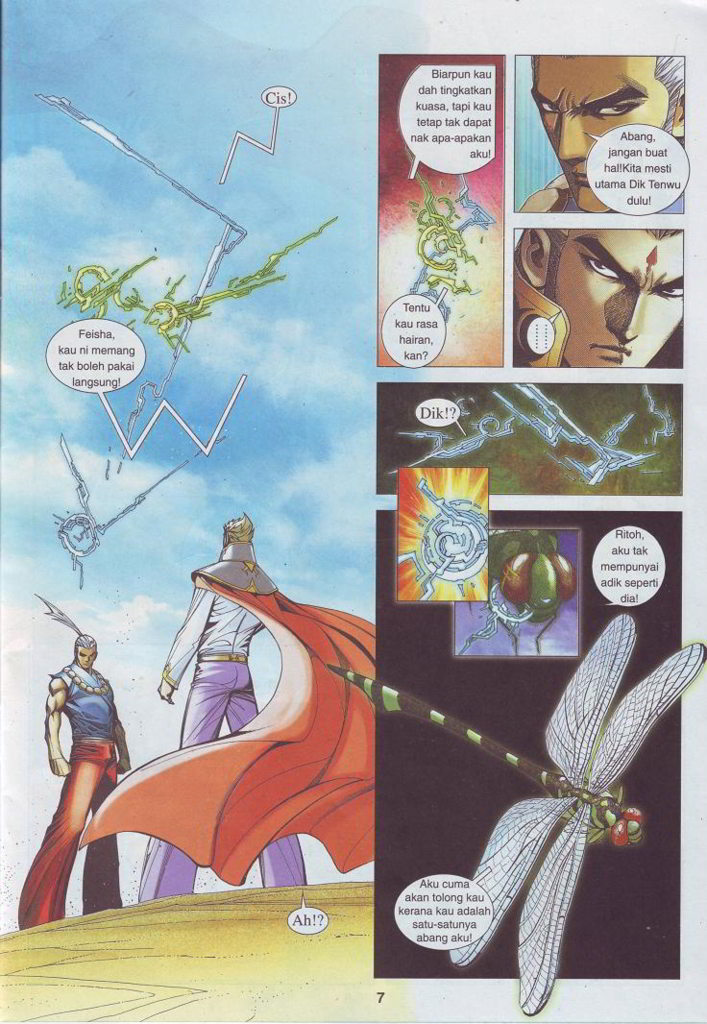 Cis!
Feisha,
kau ni memang
tak boleh pakai
langsung!
Ah!?
Biarpun kau
dah tingkatkan
kuasa, tapi kau
tetap tak dapat
nak apa-apakan
aku!
Tentu
kau rasa
hairan,
kan?
Abang,
jangan buat
hal!Kita mesti
utama Dik Tenwu
dulu!
Dik!?
Ritoh,
aku tak
mempunyai
adik seperti
dia!
Aku cuma
akan tolong kau
kerana kau adalah
satu-satunya
abang aku!
7